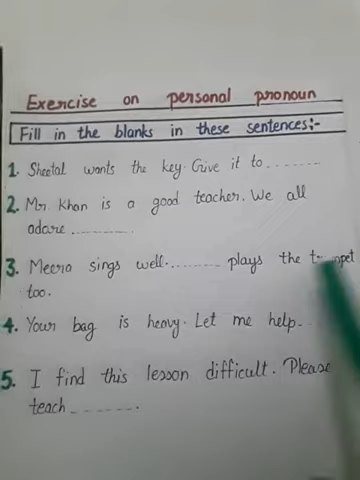 Exercise on personal pronoun
Fill in the blanks in these sentences:-
1. Sheetal wants the key. Give it to ........
2. Mr. Khan is a good teacher. We all
adore ..........
3. Meera sings well. ........ plays the
too.
4. Your bag is heavy. Let me help..
5. I find this lesson difficult. Please
teach ........